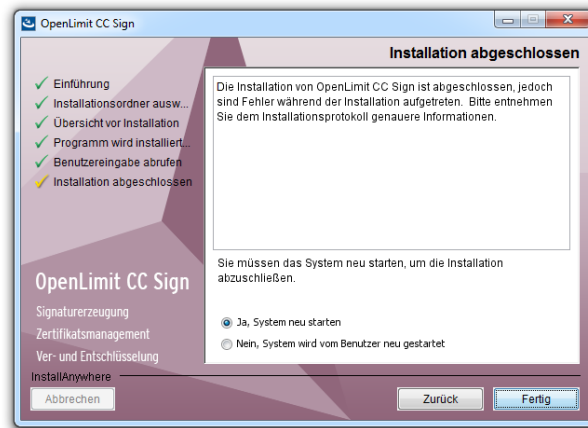 OpenLimit CC Sign
Installation abgeschlossen
Einführung
Installationsordner ausw...
Übersicht vor Installation
Programm wird installiert...
Benutzereingabe abrufen
Installation abgeschlossen
Die Installation von OpenLimit CC Sign ist abgeschlossen, jedoch
sind Fehler während der Installation aufgetreten. Bitte entnehmen
Sie dem Installationsprotokoll genauere Informationen.
Sie müssen das System neu starten, um die Installation
abzuschließen.
Ja, System neu starten
Nein, System wird vom Benutzer neu gestartet
OpenLimit CC Sign
Signaturerzeugung
Zertifikatsmanagement
Ver- und Entschlüsselung
InstallAnywhere
Abbrechen
Zurück
Fertig